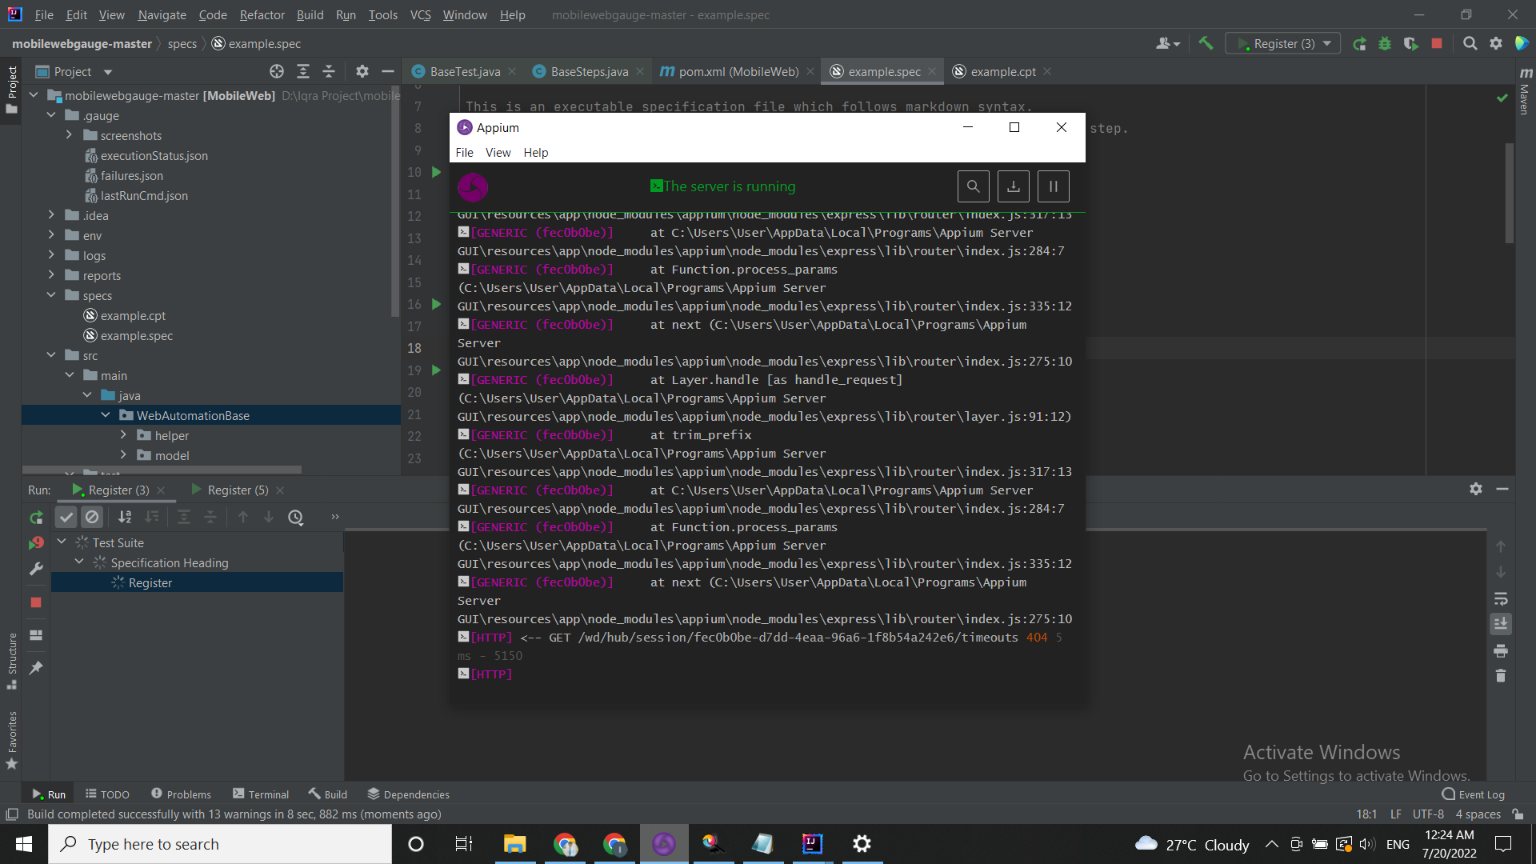 File Edit View Navigate Code Refactor Build Run Tools VCS Window Help mobilewebgauge-master - example.spec
mobilewebgauge-master specs example.spec Register (3)
Project
BaseTest.java BaseSteps.java pom.xml (MobileWeb) example.spec example.cpt
Project
Maven
mobilewebgauge-master [MobileWeb] D:\Iqra Project\mobile
.gauge
screenshots
executionStatus.json
failures.json
lastRunCmd.json
.idea
env
logs
reports
specs
example.cpt
example.spec
src
main
java
WebAutomationBase
helper
model
7 This is an executable specification file which follows markdown syntax.
8 step.
9
10
11
12
13
14
15
16
17
18
19
20
21
22
23
Appium
File View Help
The server is running
GUI\resources\app\node_modules\appium\node_modules\express\lib\router\index.js:317:13
[GENERIC (fec0b0be)] at C:\Users\User\AppData\Local\Programs\Appium Server
GUI\resources\app\node_modules\appium\node_modules\express\lib\router\index.js:284:7
[GENERIC (fec0b0be)] at Function.process_params
(C:\Users\User\AppData\Local\Programs\Appium Server
GUI\resources\app\node_modules\appium\node_modules\express\lib\router\index.js:335:12
[GENERIC (fec0b0be)] at next (C:\Users\User\AppData\Local\Programs\Appium
Server
GUI\resources\app\node_modules\appium\node_modules\express\lib\router\index.js:275:10
[GENERIC (fec0b0be)] at Layer.handle [as handle_request]
(C:\Users\User\AppData\Local\Programs\Appium Server
GUI\resources\app\node_modules\appium\node_modules\express\lib\router\layer.js:91:12)
[GENERIC (fec0b0be)] at trim_prefix
(C:\Users\User\AppData\Local\Programs\Appium Server
GUI\resources\app\node_modules\appium\node_modules\express\lib\router\index.js:317:13
[GENERIC (fec0b0be)] at C:\Users\User\AppData\Local\Programs\Appium Server
GUI\resources\app\node_modules\appium\node_modules\express\lib\router\index.js:284:7
[GENERIC (fec0b0be)] at Function.process_params
(C:\Users\User\AppData\Local\Programs\Appium Server
GUI\resources\app\node_modules\appium\node_modules\express\lib\router\index.js:335:12
[GENERIC (fec0b0be)] at next (C:\Users\User\AppData\Local\Programs\Appium
Server
GUI\resources\app\node_modules\appium\node_modules\express\lib\router\index.js:275:10
[HTTP] <-- GET /wd/hub/session/fec0b0be-d7dd-4eaa-96a6-1f8b54a242e6/timeouts 404 5
ms - 5150
[HTTP]
Run: Register (3) Register (5)
Test Suite
Specification Heading
Register
Structure
Favorites
Activate Windows
Go to Settings to activate Windows.
Run TODO Problems Terminal Build Dependencies Event Log
Build completed successfully with 13 warnings in 8 sec, 882 ms (moments ago) 18:1 LF UTF-8 4 spaces
Type here to search
27°C Cloudy ENG 12:24 AM
7/20/2022